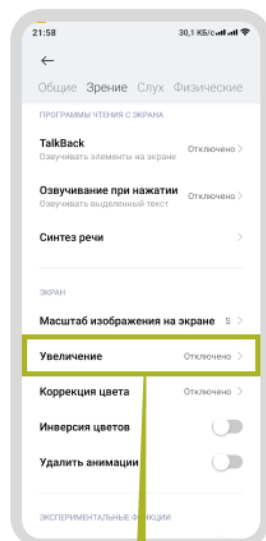 21:58 30,1 КБ/с
←
Общие Зрение Слух Физические
ПРОГРАММЫ ЧТЕНИЯ С ЭКРАНА
TalkBack
Озвучивать элементы на экране
Отключено >
Озвучивание при нажатии
Озвучивать выделенный текст
Отключено >
Синтез речи >
ЭКРАН
Масштаб изображения на экране S >
Увеличение Отключено >
Коррекция цвета Отключено >
Инверсия цветов
Удалить анимации
ЭКСПЕРИМЕНТАЛЬНЫЕ ФУНКЦИИ